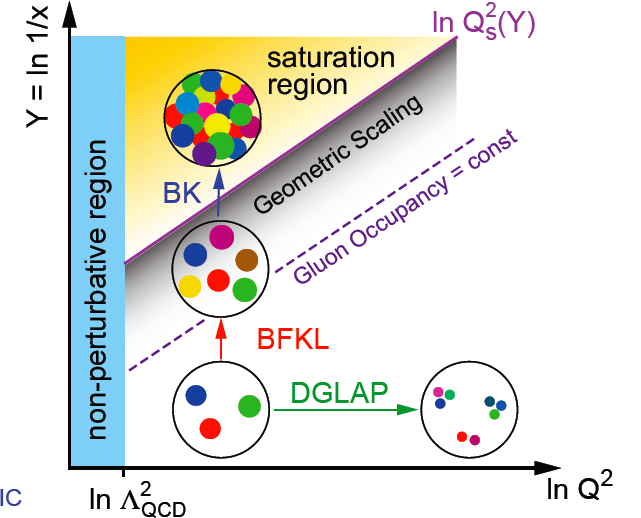 ln Q²ₛ(Y)
saturation
region
Y = ln 1/x
Geometric Scaling
non-perturbative region
BK
Gluon Occupancy = const
BFKL
DGLAP
ln Q²
IC
ln Λ²QCD